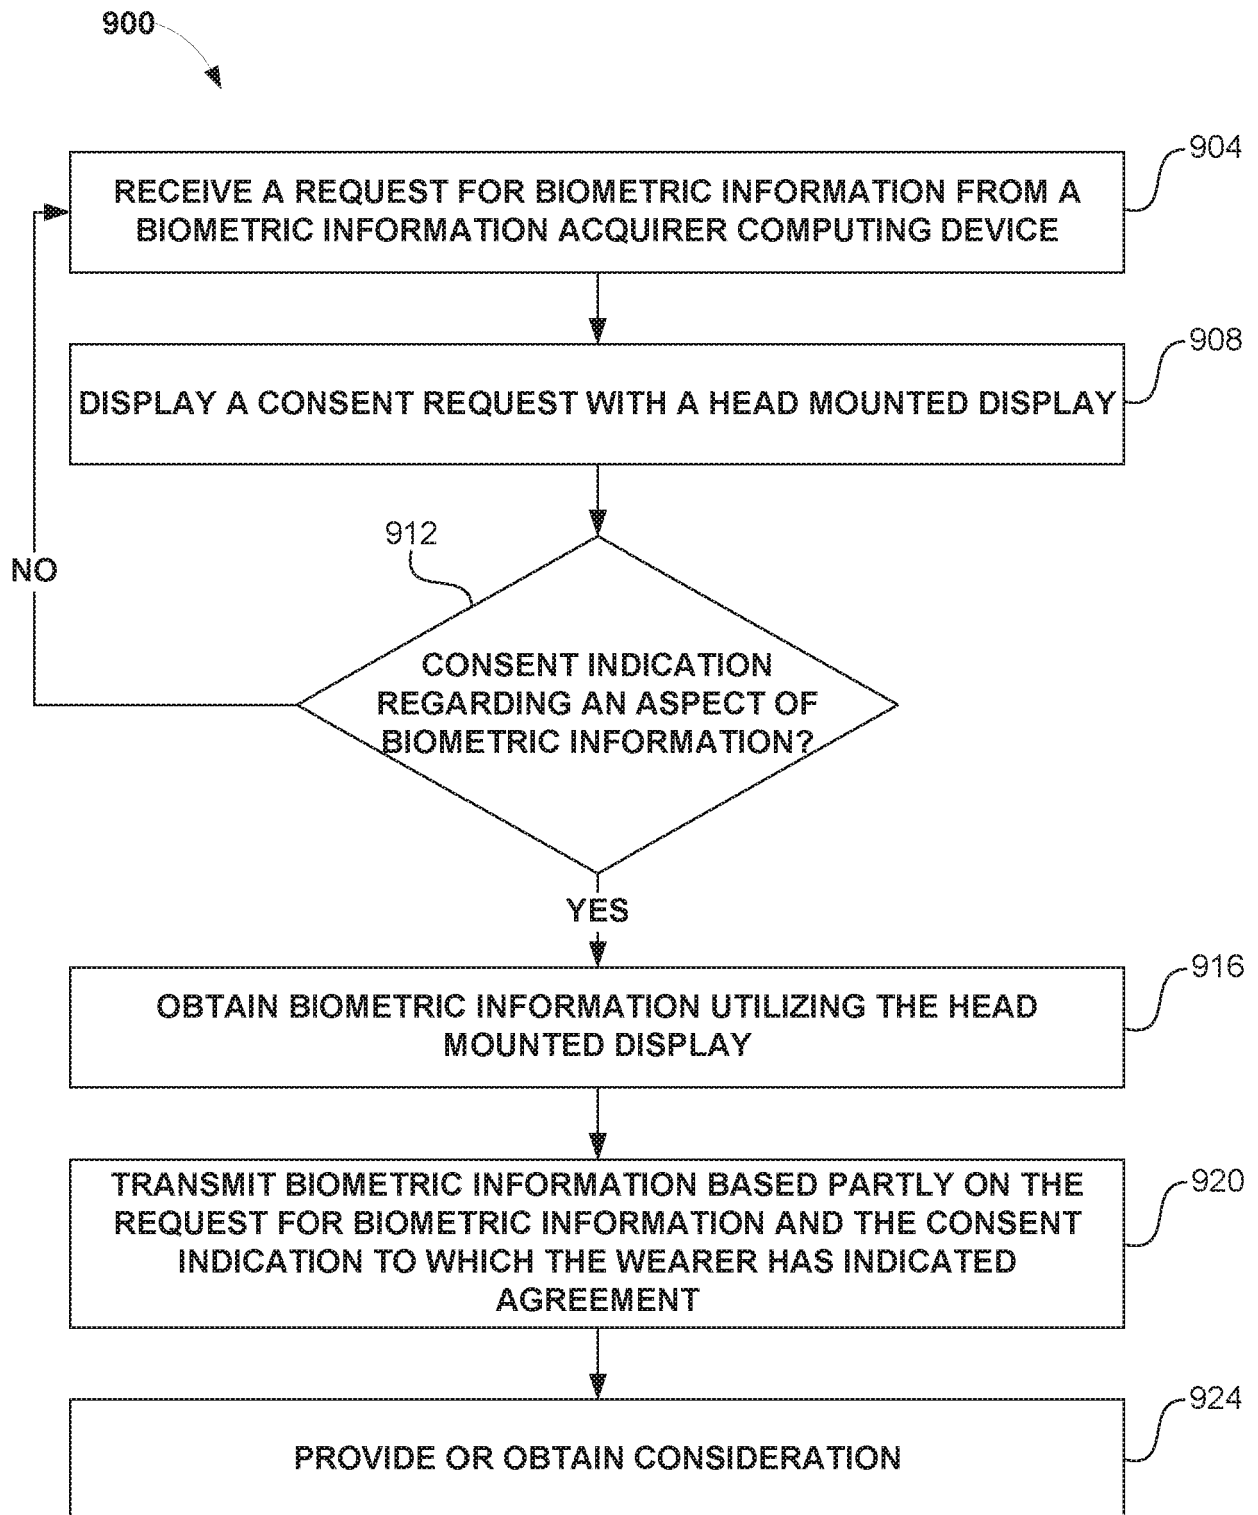 900
904
RECEIVE A REQUEST FOR BIOMETRIC INFORMATION FROM A
BIOMETRIC INFORMATION ACQUIRER COMPUTING DEVICE
908
DISPLAY A CONSENT REQUEST WITH A HEAD MOUNTED DISPLAY
912
NO
CONSENT INDICATION
REGARDING AN ASPECT OF
BIOMETRIC INFORMATION?
YES
916
OBTAIN BIOMETRIC INFORMATION UTILIZING THE HEAD
MOUNTED DISPLAY
920
TRANSMIT BIOMETRIC INFORMATION BASED PARTLY ON THE
REQUEST FOR BIOMETRIC INFORMATION AND THE CONSENT
INDICATION TO WHICH THE WEARER HAS INDICATED
AGREEMENT
924
PROVIDE OR OBTAIN CONSIDERATION